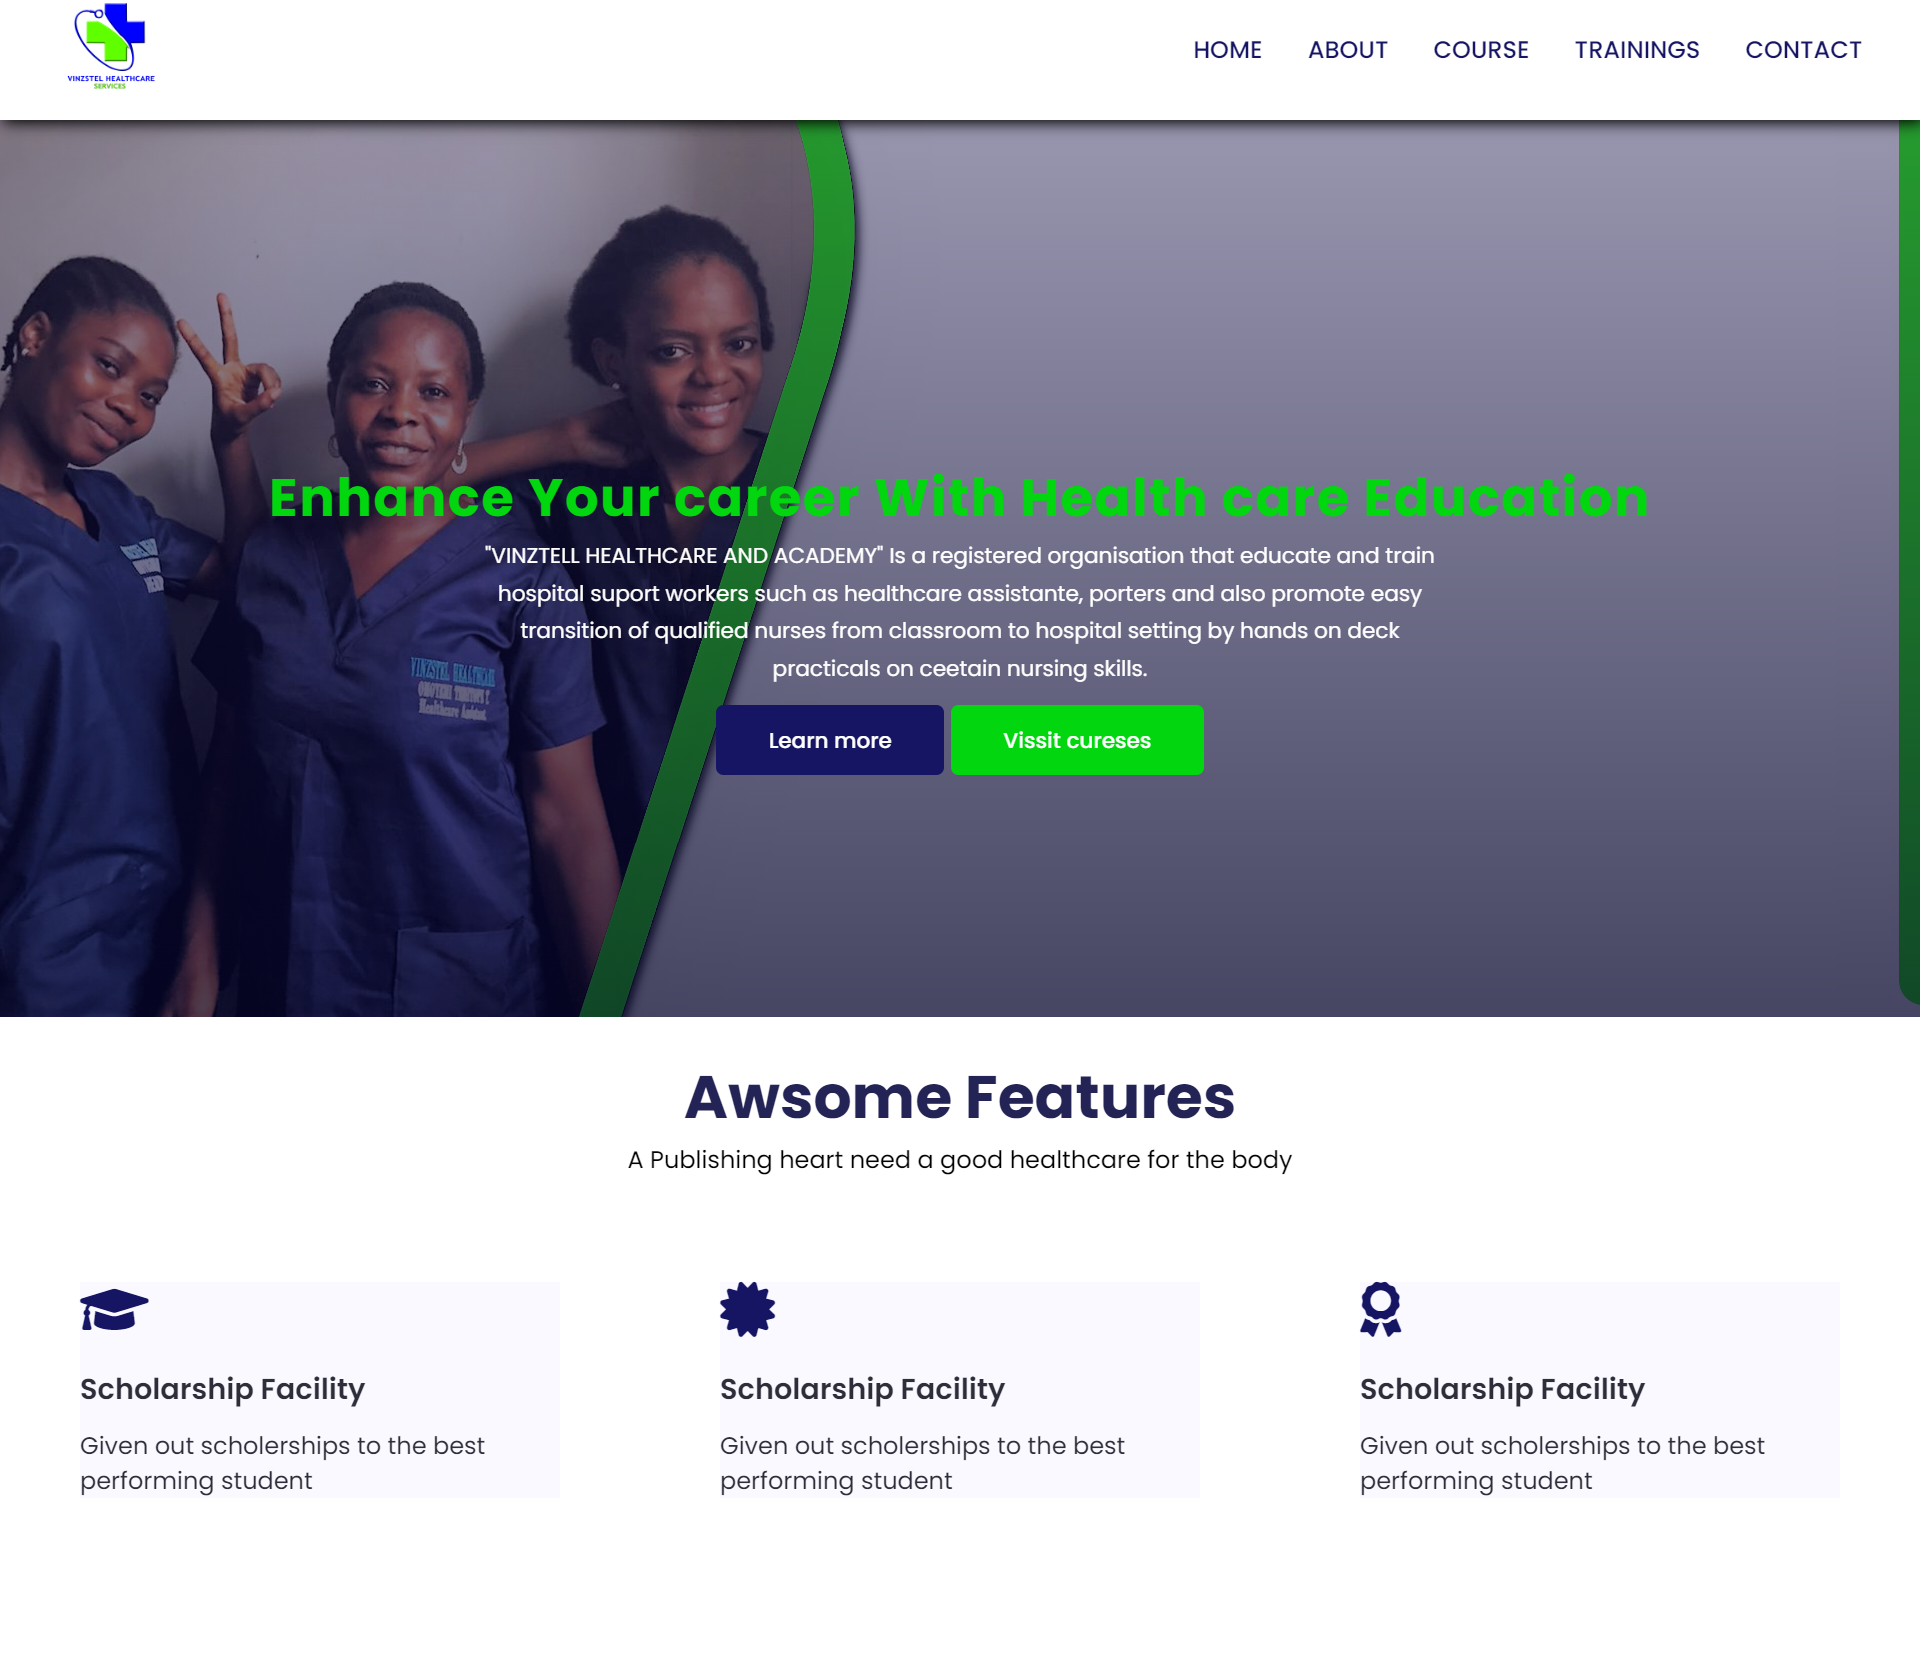 VINZSTEL HEALTHCARE
SERVICES
HOME ABOUT COURSE TRAININGS CONTACT
Enhance Your career With Health care Education
"VINZTELL HEALTHCARE AND ACADEMY" Is a registered organisation that educate and train
hospital suport workers such as healthcare assistante, porters and also promote easy
transition of qualified nurses from classroom to hospital setting by hands on deck
practicals on ceetain nursing skills.
VINZSTEL HEALTHCARE
Healthcare Assistant
Learn more Vissit cureses
Awsome Features
A Publishing heart need a good healthcare for the body
Scholarship Facility
Given out scholerships to the best
performing student
Scholarship Facility
Given out scholerships to the best
performing student
Scholarship Facility
Given out scholerships to the best
performing student